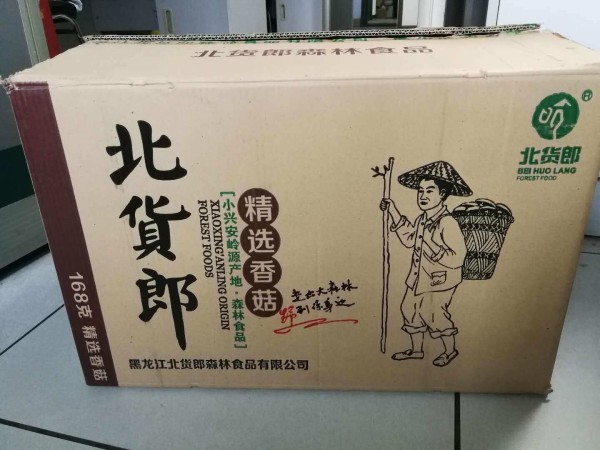 北货郎森林食品
北货郎
BEI HUO LANG
FOREST FOOD
北貨郎
[小兴安岭源产地·森林食品]
XIAOXING'ANLING ORIGIN
FOREST FOODS
精选香菇
168克 精选香菇
黑龙江北货郎森林食品有限公司